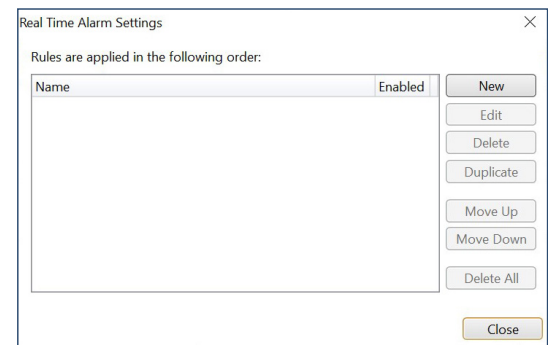 Real Time Alarm Settings
Rules are applied in the following order:
Name Enabled
New
Edit
Delete
Duplicate
Move Up
Move Down
Delete All
Close